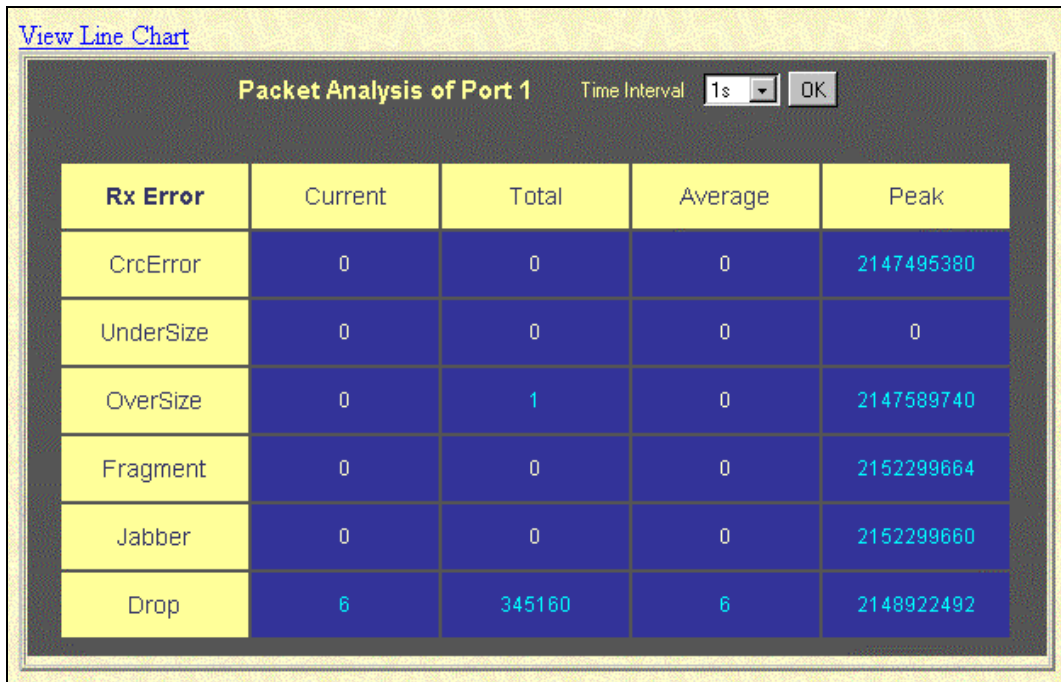 View Line Chart
Packet Analysis of Port 1 Time Interval 1s OK
Rx Error Current Total Average Peak
CrcError 0 0 0 2147495380
UnderSize 0 0 0 0
OverSize 0 1 0 2147589740
Fragment 0 0 0 2152299664
Jabber 0 0 0 2152299660
Drop 6 345160 6 2148922492